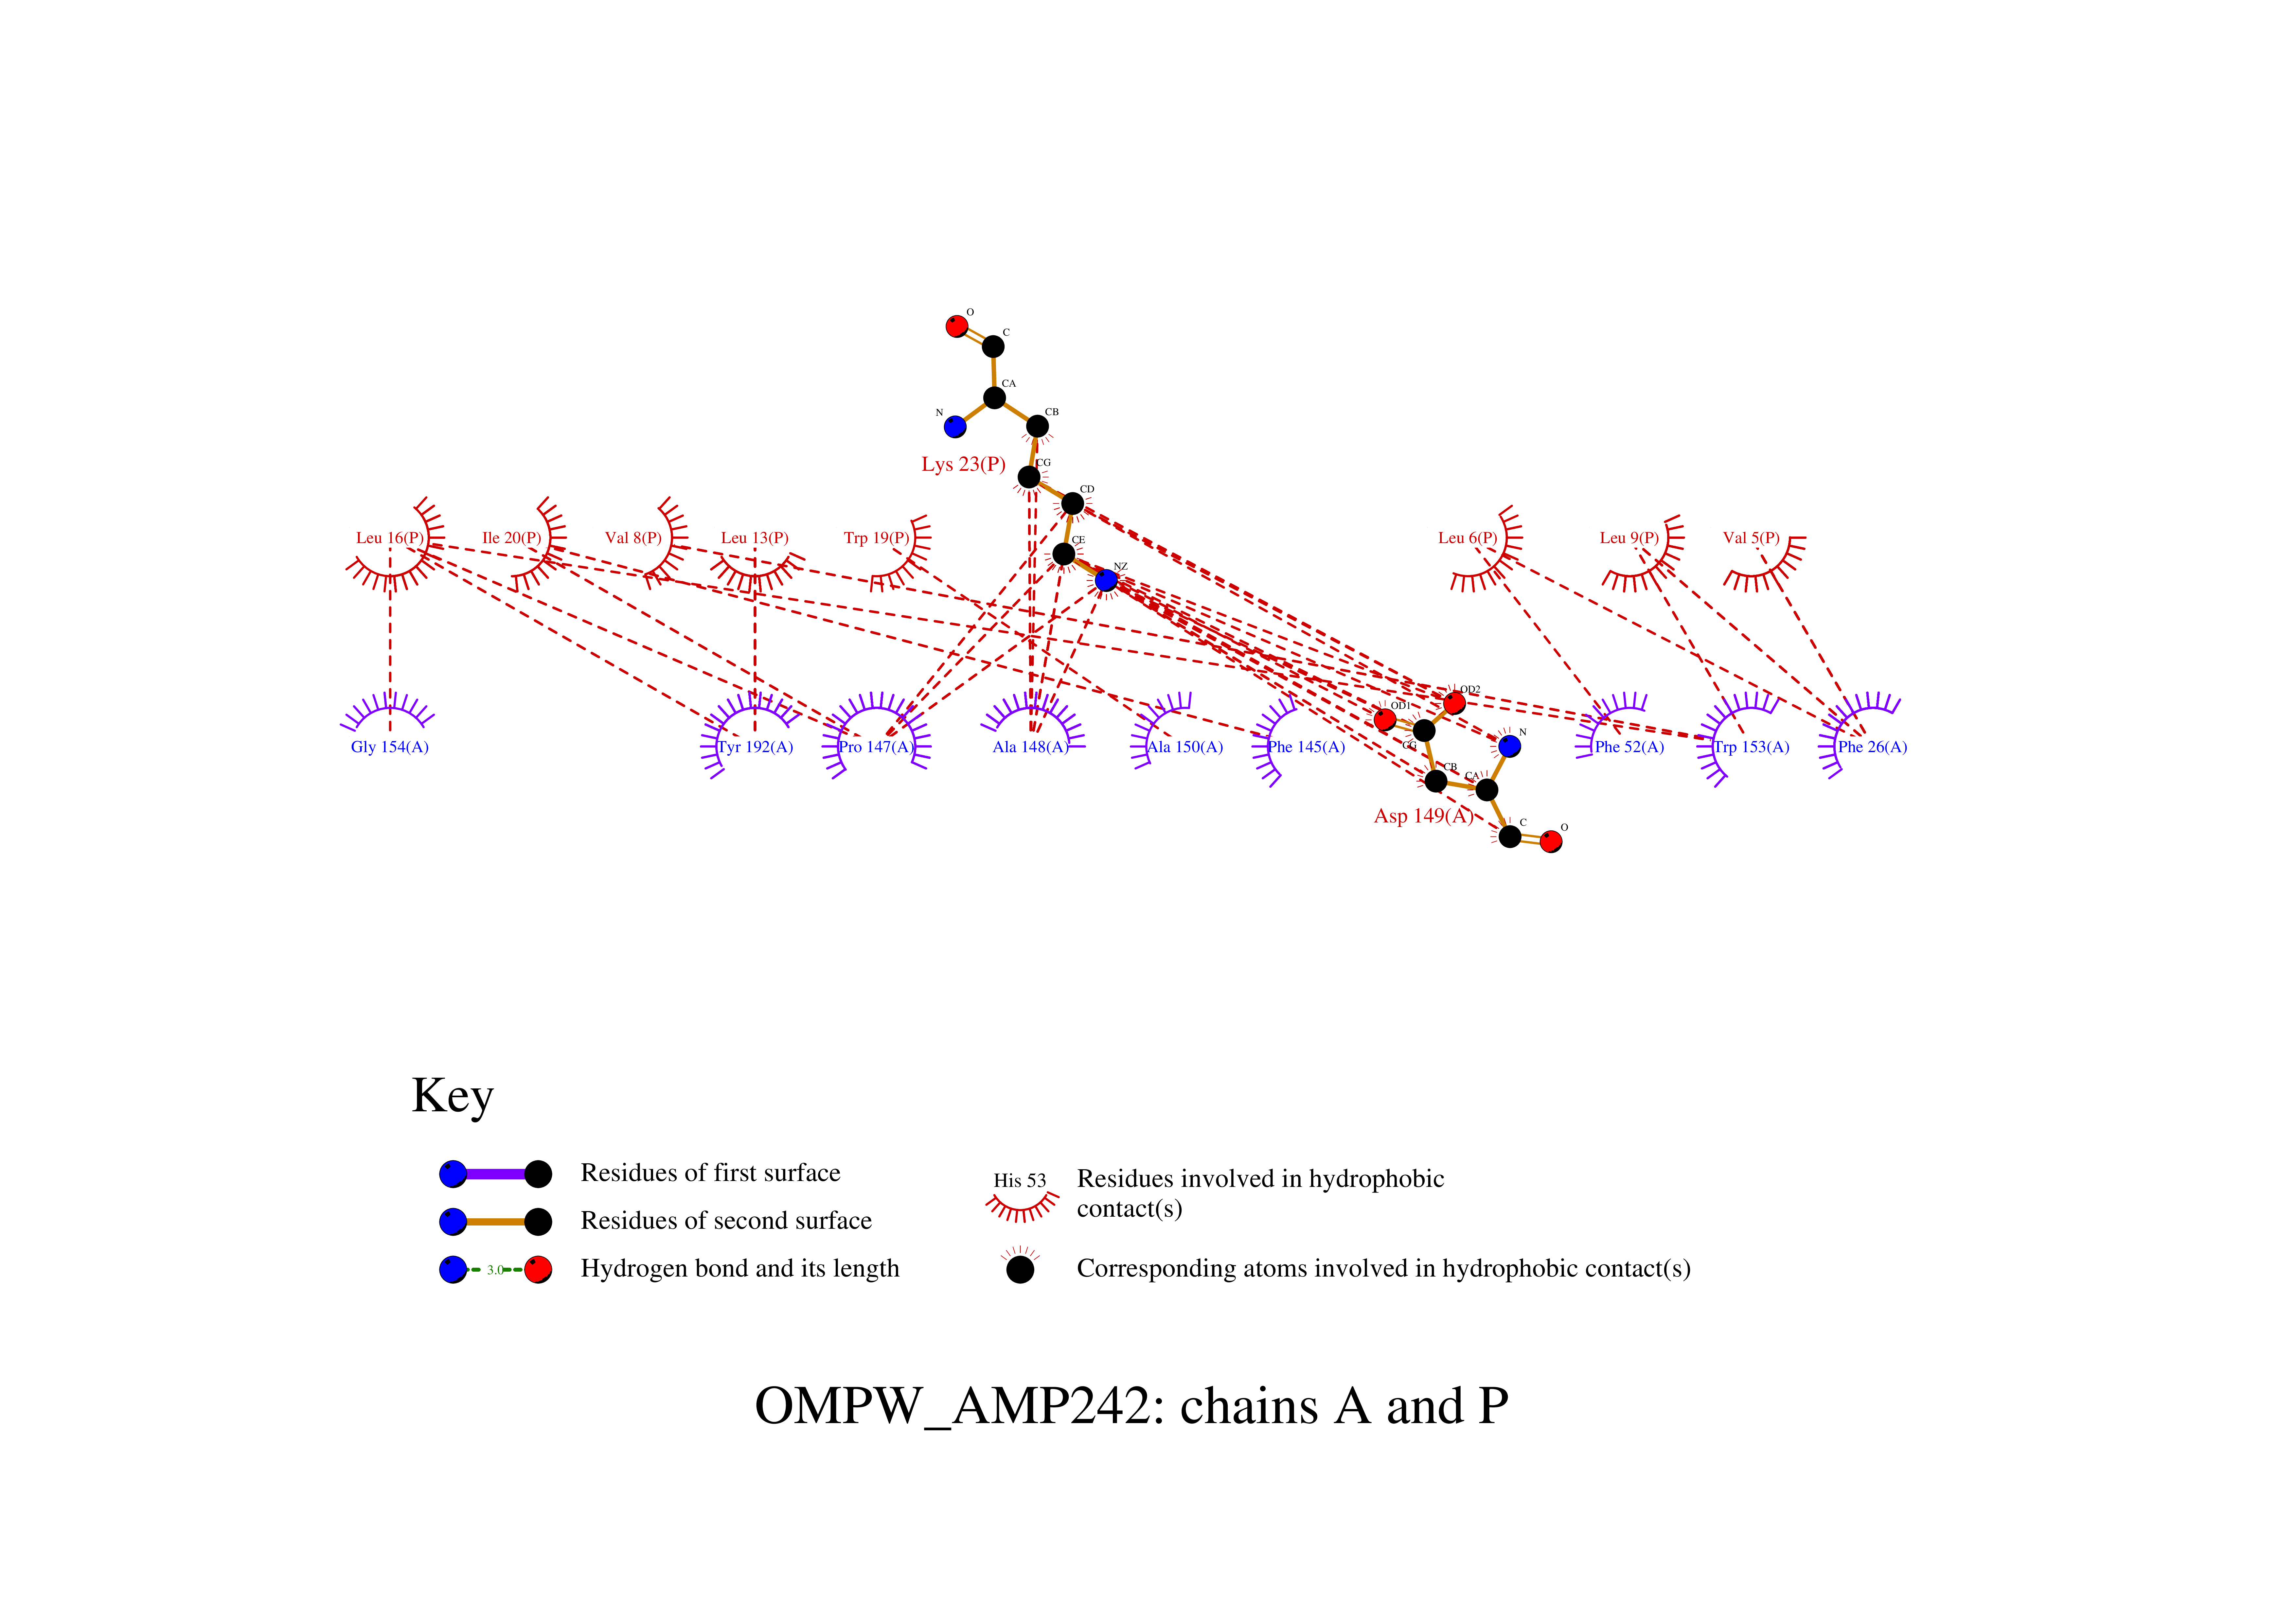 O
C
CA
N
CB
Lys 23(P)
CG
CD
Leu 16(P) Ile 20(P) Val 8(P) Leu 13(P) Trp 19(P) CE Leu 6(P) Leu 9(P) Val 5(P)
NZ
OD2
OD1
N
CG
Gly 154(A) Tyr 192(A) Pro 147(A) Ala 148(A) Ala 150(A) Phe 145(A) Phe 52(A) Trp 153(A) Phe 26(A)
CB
CA
Asp 149(A)
C
O
Key
Residues of first surface
Residues of second surface
3.0
Hydrogen bond and its length
His 53
Residues involved in hydrophobic
contact(s)
Corresponding atoms involved in hydrophobic contact(s)
OMPW_AMP242: chains A and P